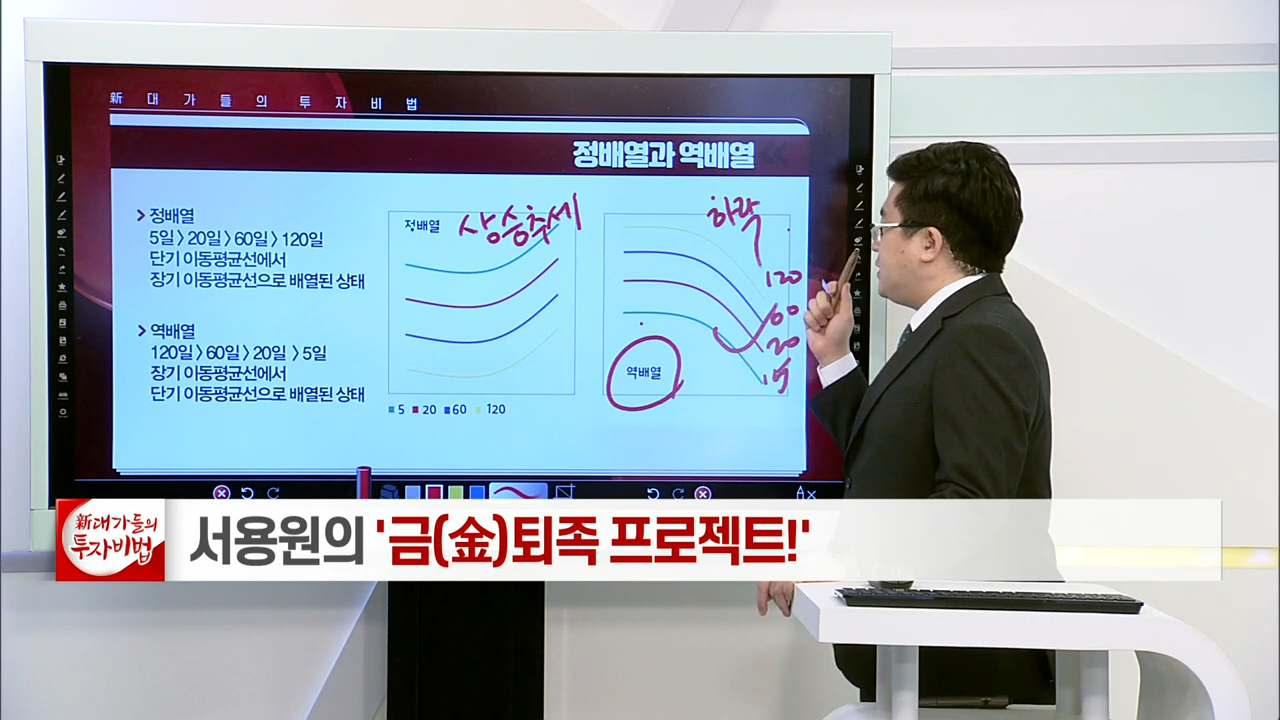 新 대 가 들 의 투 자 비 법
정배열과 역배열
> 정배열
5일 > 20일 > 60일 > 120일
단기 이동평균선에서
장기 이동평균선으로 배열된 상태
> 역배열
120일 > 60일 > 20일 > 5일
장기 이동평균선에서
단기 이동평균선으로 배열된 상태
정배열
상승추세
5 20 60 120
하락
120
60
20
역배열
新대가들의
투자비법
서용원의 '금(金)퇴족 프로젝트!'